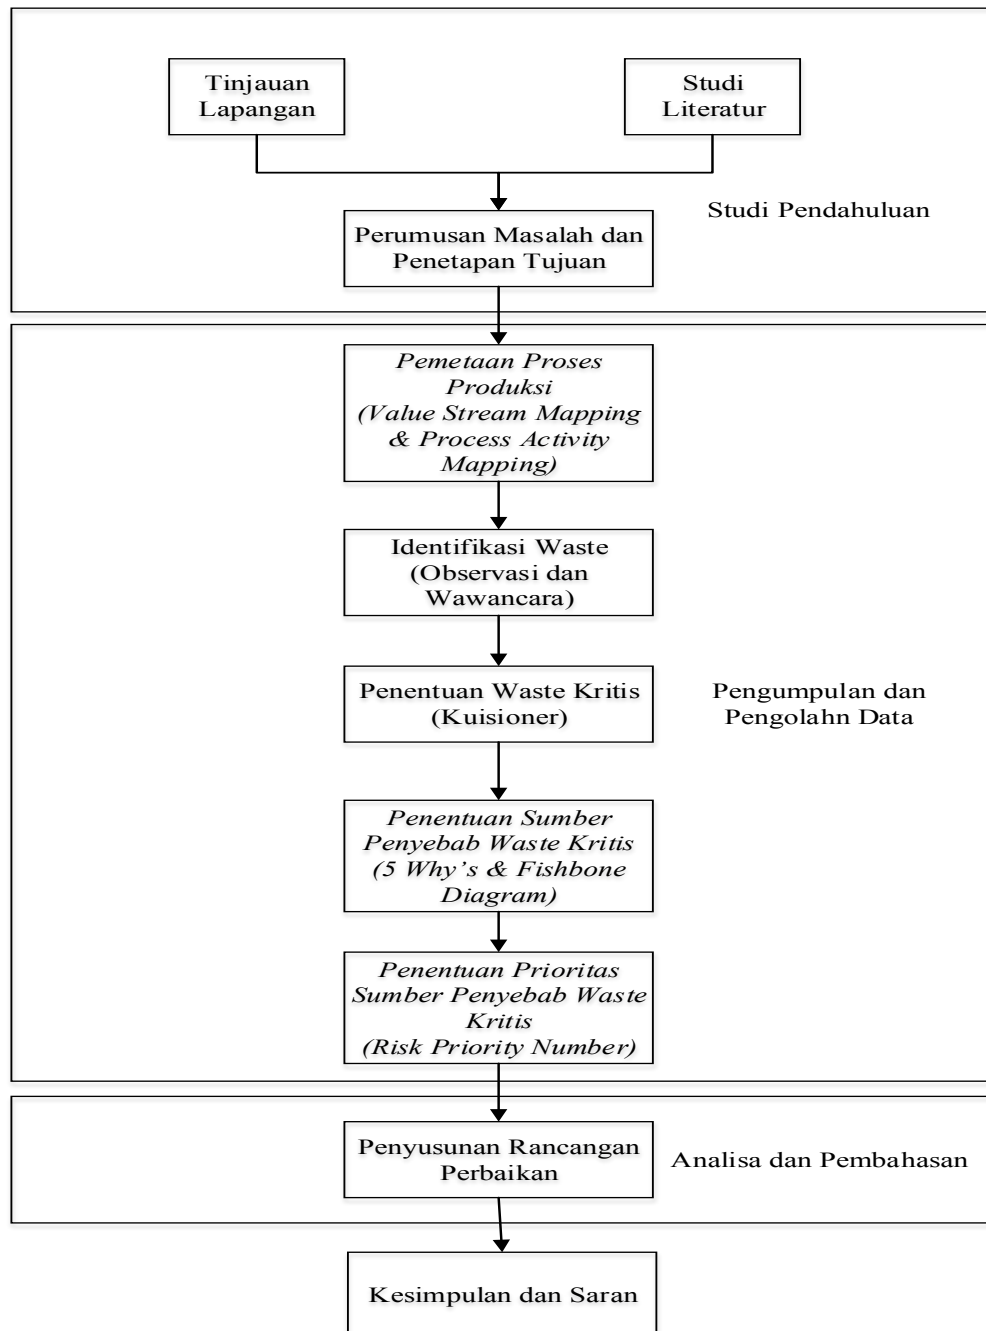 Tinjauan
Lapangan
Studi
Literatur
Studi Pendahuluan
Perumusan Masalah dan
Penetapan Tujuan
Pemetaan Proses
Produksi
(Value Stream Mapping
& Process Activity
Mapping)
Identifikasi Waste
(Observasi dan
Wawancara)
Penentuan Waste Kritis
(Kuisioner)
Pengumpulan dan
Pengolahn Data
Penentuan Sumber
Penyebab Waste Kritis
(5 Why’s & Fishbone
Diagram)
Penentuan Prioritas
Sumber Penyebab Waste
Kritis
(Risk Priority Number)
Penyusunan Rancangan
Perbaikan
Analisa dan Pembahasan
Kesimpulan dan Saran